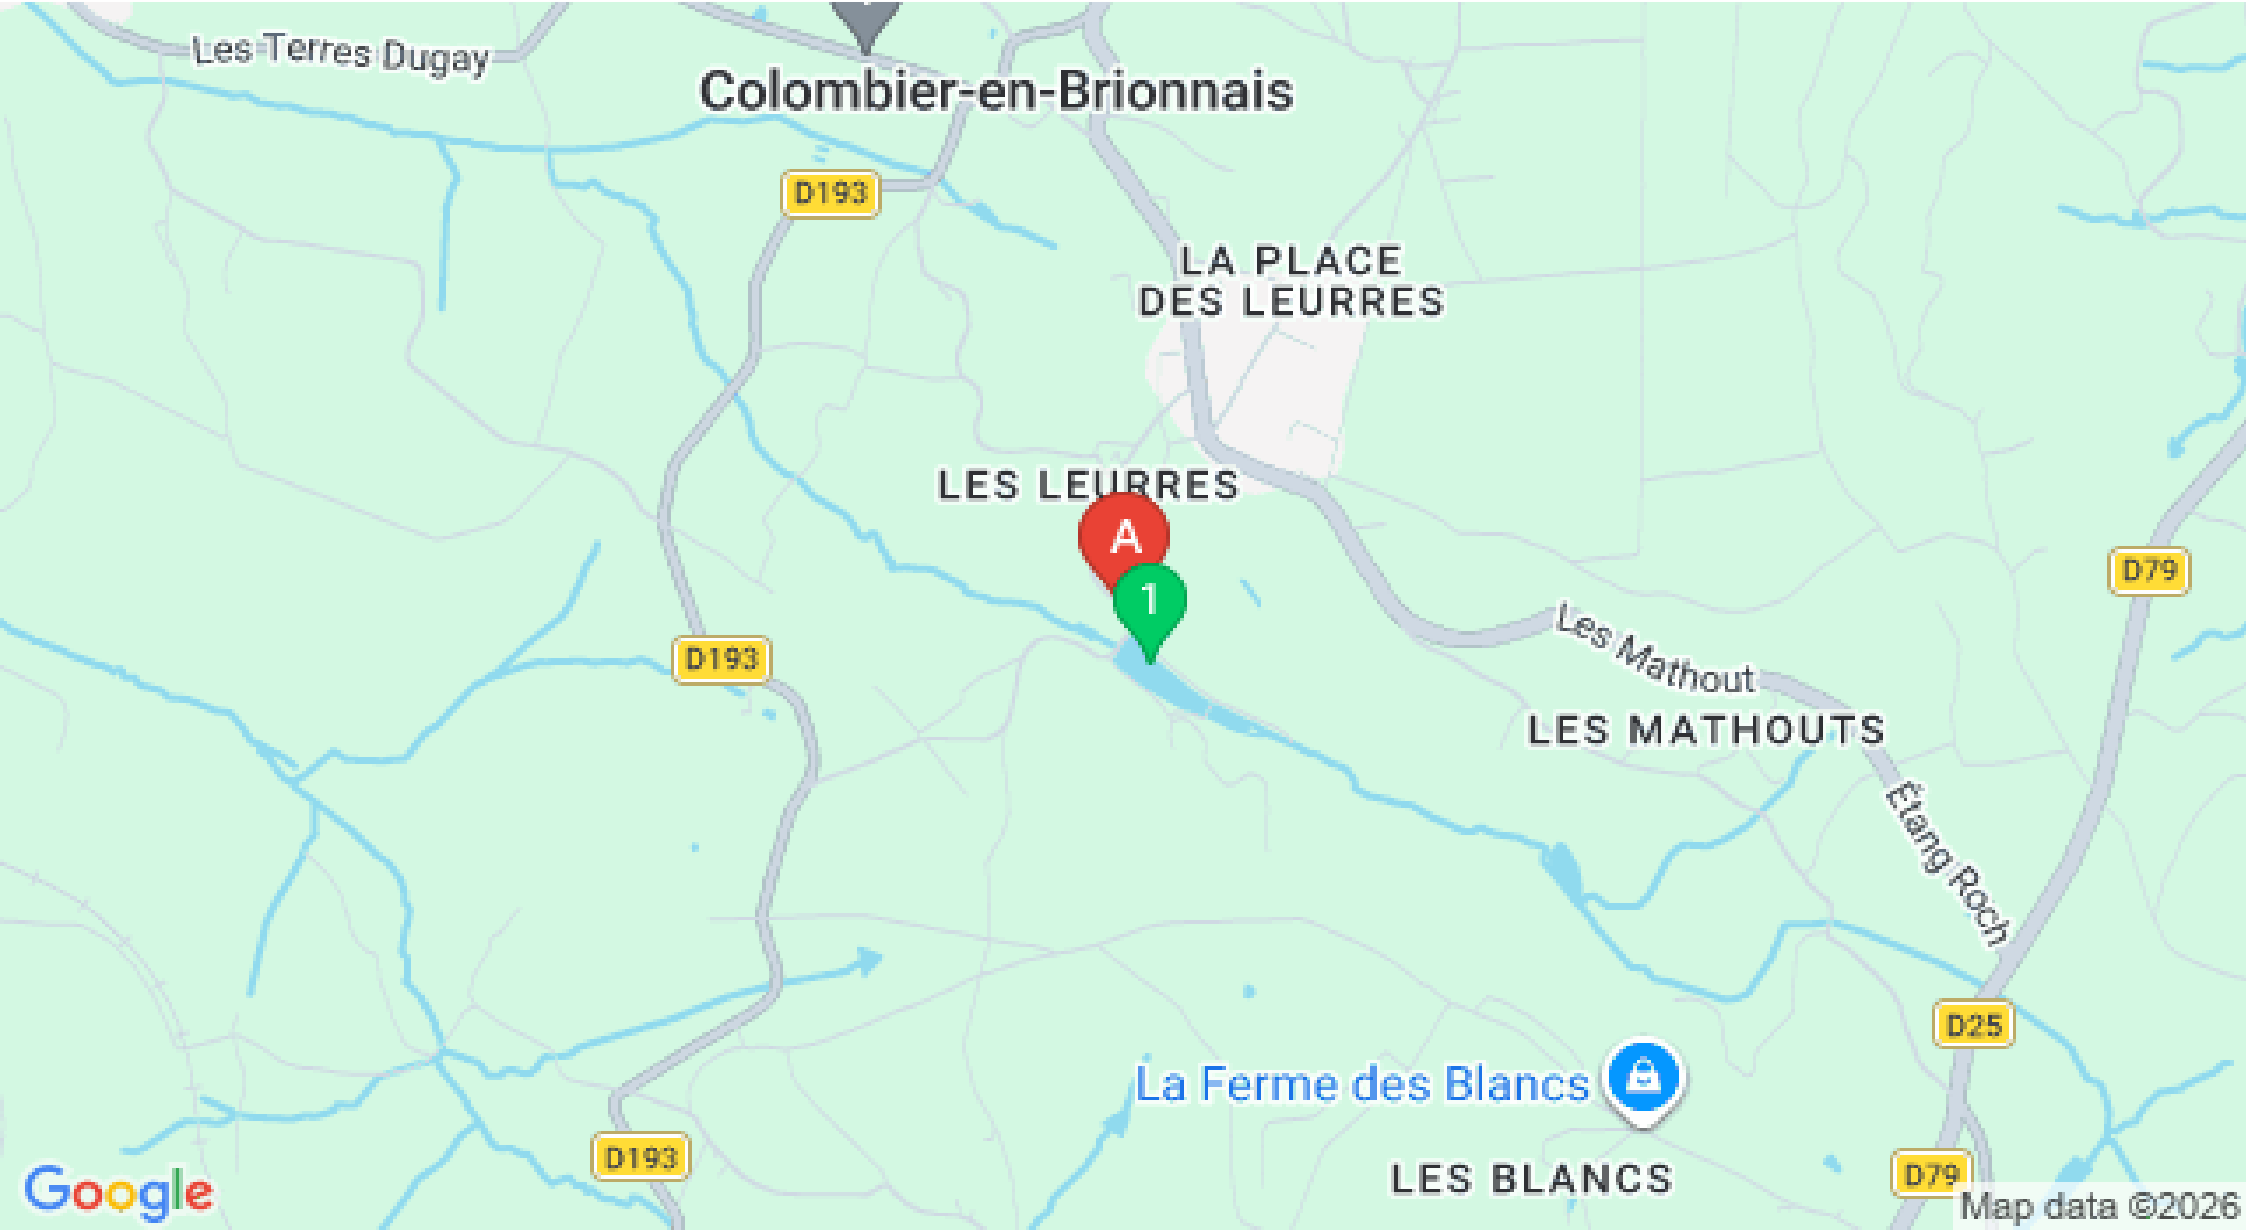 Les Terres Dugay
Colombier-en-Brionnais
D193
LA PLACE
DES LEURRES
LES LEURRES
A
1
D79
Les Mathout
D193
LES MATHOUTS
Étang Roch
D25
La Ferme des Blancs
D193
LES BLANCS
D79
Google
Map data ©2026